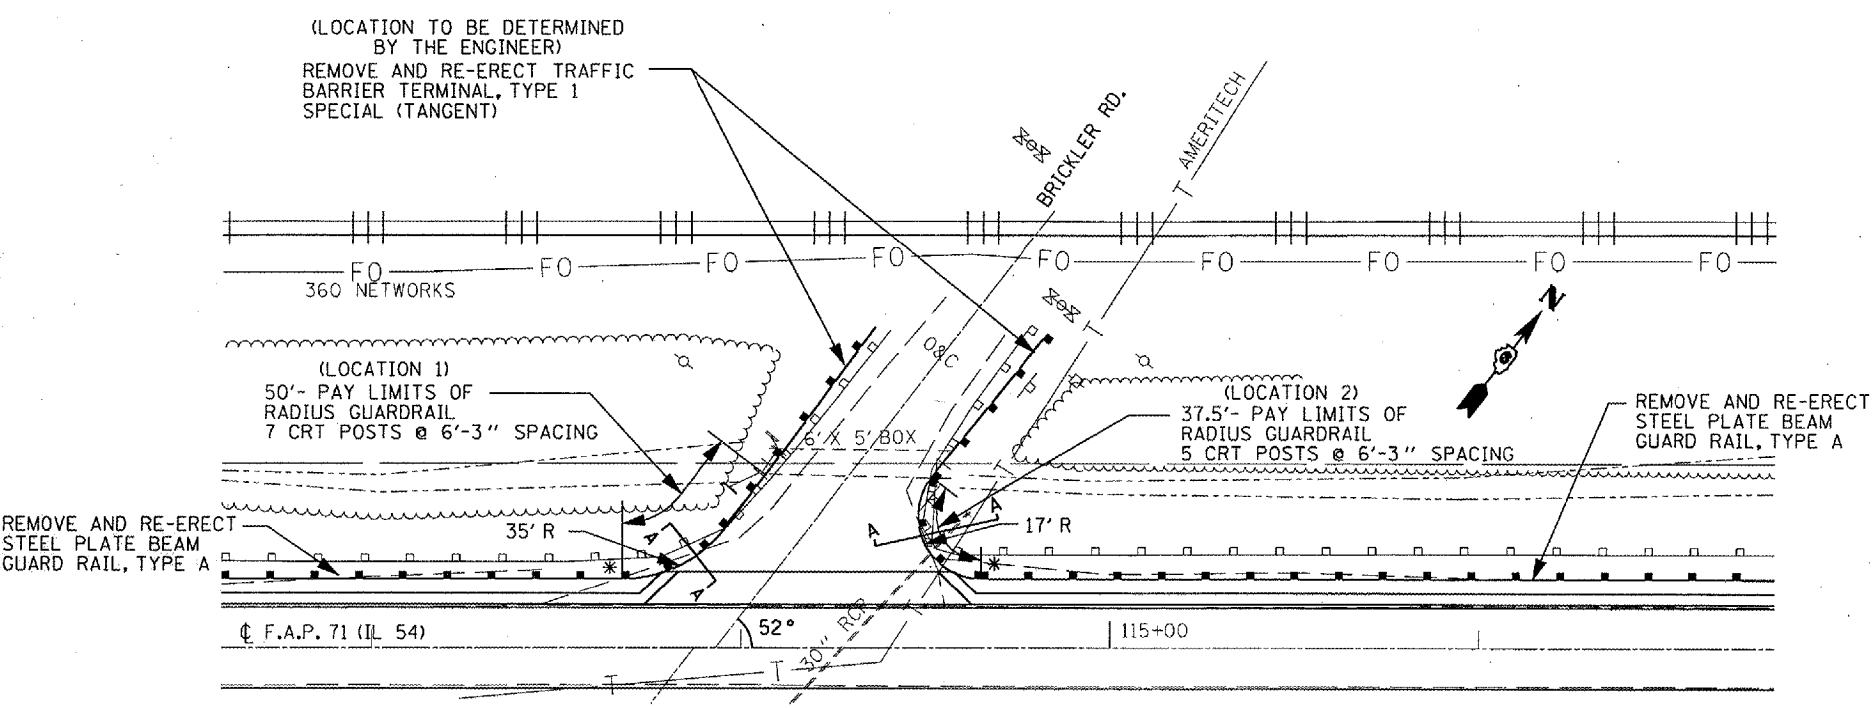 (LOCATION TO BE DETERMINED
BY THE ENGINEER)
REMOVE AND RE-ERECT TRAFFIC
BARRIER TERMINAL, TYPE 1
SPECIAL (TANGENT)
BRICKLER RD.
T
AMERITECH
FO FO FO FO FO FO FO FO FO
360 NETWORKS
N
T
O&C
(LOCATION 1)
50'- PAY LIMITS OF
RADIUS GUARDRAIL
7 CRT POSTS @ 6'-3" SPACING
6' X 5' BOX
(LOCATION 2)
37.5'- PAY LIMITS OF
RADIUS GUARDRAIL
5 CRT POSTS @ 6'-3" SPACING
REMOVE AND RE-ERECT
STEEL PLATE BEAM
GUARD RAIL, TYPE A
T
REMOVE AND RE-ERECT
STEEL PLATE BEAM
GUARD RAIL, TYPE A
35' R
A
A
A
A
17' R
*
*
℄ F.A.P. 71 (IL 54)
52°
30" RCP
T
115+00
T
T